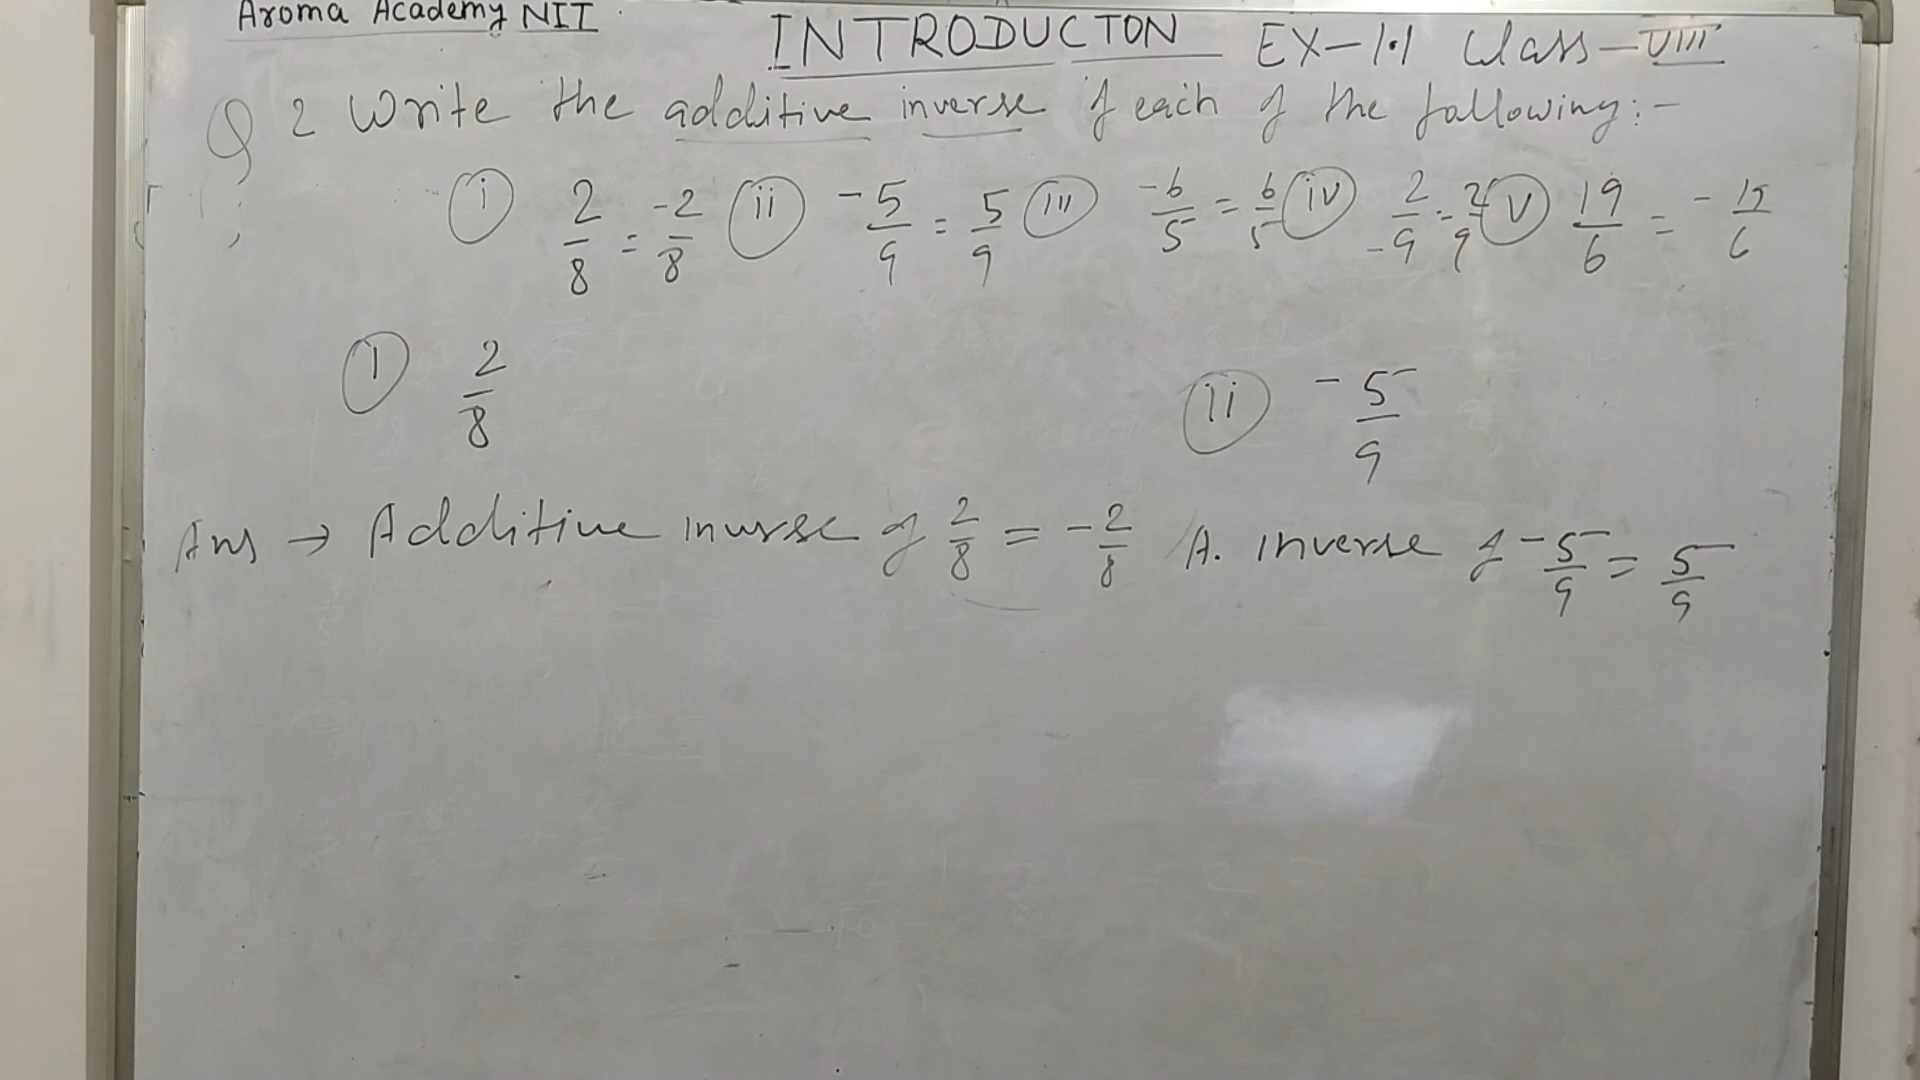 Aroma Academy NIT
INTRODUCTON EX-1.1 Class-VIII
Q 2 Write the additive inverse of each of the following:-
(i) 2/8 = -2/8 (ii) -5/9 = 5/9 (iii) -6/5 = 6/5 (iv) 2/-9 = 2/9 (v) 19/6 = -19/6
(i) 2/8 (ii) -5/9
Ans → Additive inverse of 2/8 = -2/8 A. inverse of -5/9 = 5/9